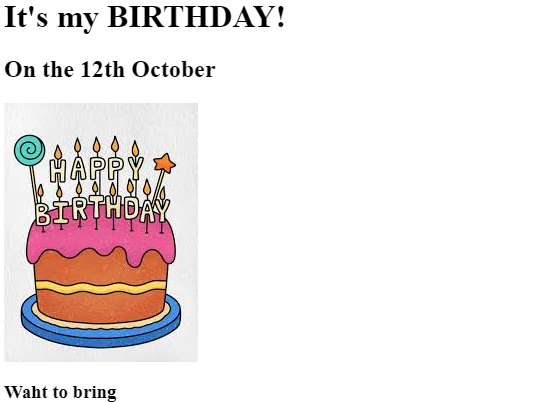 It's my BIRTHDAY!
On the 12th October
HAPPY
BIRTHDAY
Waht to bring